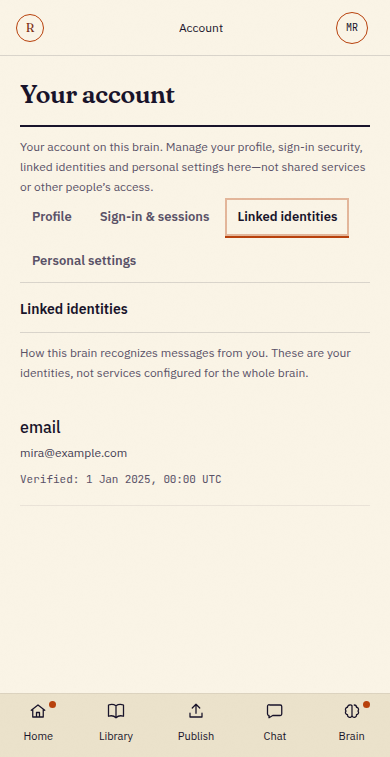 R
Account
MR
Your account
Your account on this brain. Manage your profile, sign-in security,
linked identities and personal settings here—not shared services
or other people's access.
Profile
Sign-in & sessions
Linked identities
Personal settings
Linked identities
How this brain recognizes messages from you. These are your
identities, not services configured for the whole brain.
email
mira@example.com
Verified: 1 Jan 2025, 00:00 UTC
Home
Library
Publish
Chat
Brain